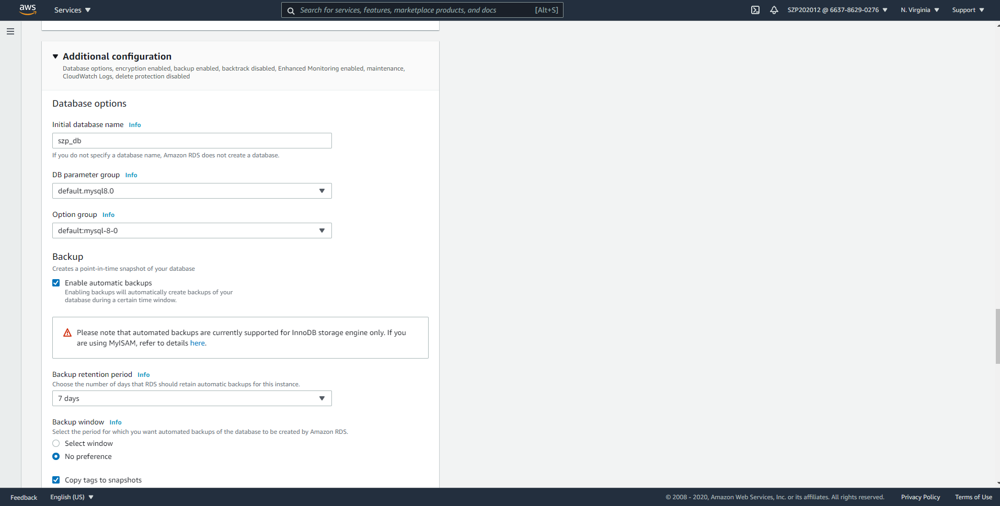 aws
Services
Search for services, features, marketplace products, and docs
[Alt+S]
SZP202012 @ 6637-8629-0276
N. Virginia
Support
Additional configuration
Database options, encryption enabled, backup enabled, backtrack disabled, Enhanced Monitoring enabled, maintenance,
CloudWatch Logs, delete protection disabled
Database options
Initial database name Info
szp_db
If you do not specify a database name, Amazon RDS does not create a database.
DB parameter group Info
default.mysql8.0
Option group Info
default:mysql-8-0
Backup
Creates a point-in-time snapshot of your database
Enable automatic backups
Enabling backups will automatically create backups of your
database during a certain time window.
Please note that automated backups are currently supported for InnoDB storage engine only. If you
are using MyISAM, refer to details here.
Backup retention period Info
Choose the number of days that RDS should retain automatic backups for this instance.
7 days
Backup window Info
Select the period for which you want automated backups of the database to be created by Amazon RDS.
Select window
No preference
Copy tags to snapshots
Feedback
English (US)
© 2008 - 2020, Amazon Web Services, Inc. or its affiliates. All rights reserved.
Privacy Policy
Terms of Use